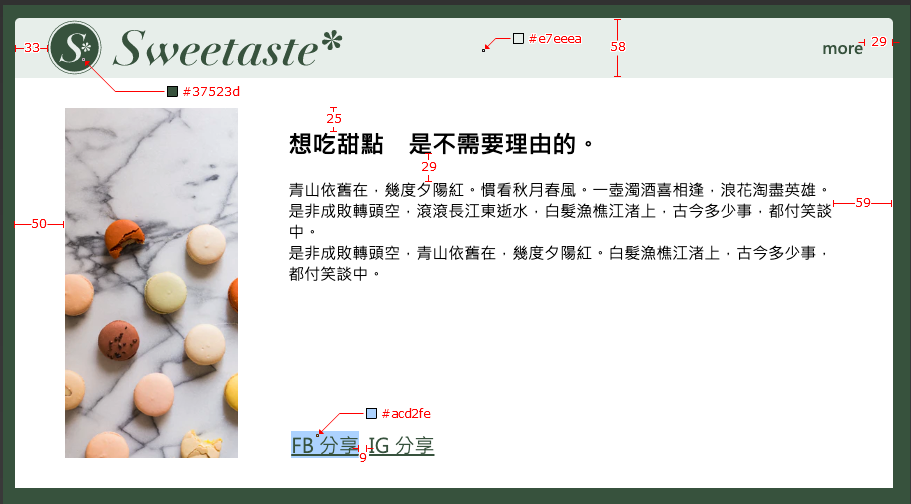 33
S*
Sweetaste*
#e7eeea
58
more
29
#37523d
25
想吃甜點　是不需要理由的。
29
青山依舊在，幾度夕陽紅。慣看秋月春風。一壺濁酒喜相逢，浪花淘盡英雄。
是非成敗轉頭空，滾滾長江東逝水，白髮漁樵江渚上，古今多少事，都付笑談
中。
是非成敗轉頭空，青山依舊在，幾度夕陽紅。白髮漁樵江渚上，古今多少事，
都付笑談中。
59
50
#acd2fe
FB 分享 IG 分享
9